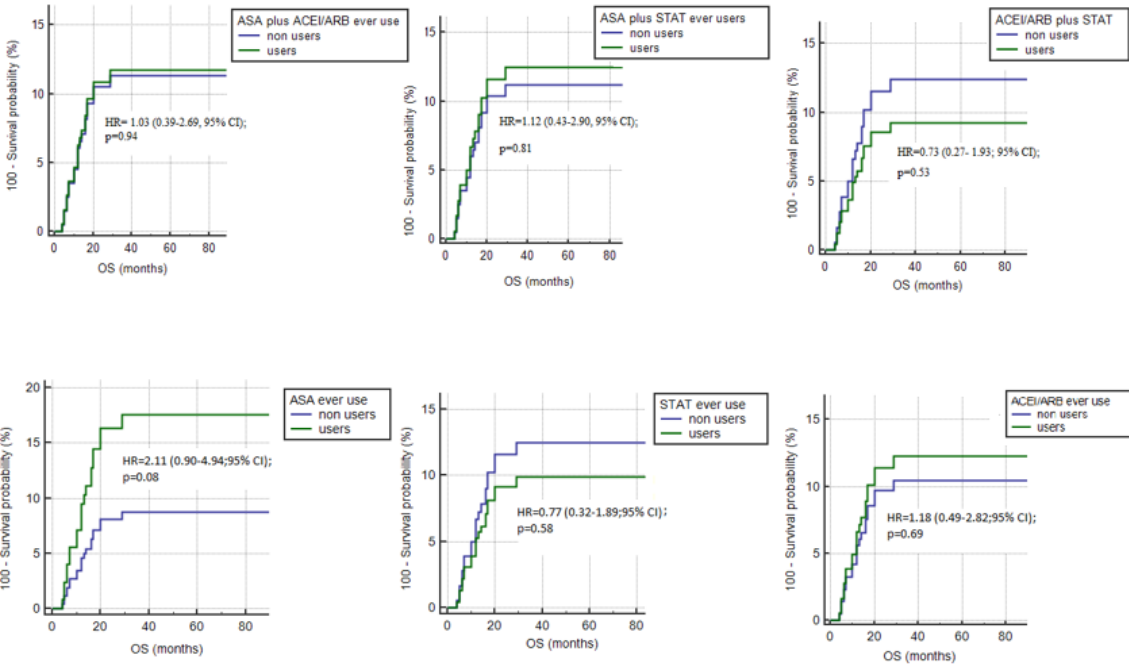 ASA plus ACEI/ARB ever use
non users
users
15
10
5
0
100 - Survival probability (%)
HR= 1.03 (0.39-2.69, 95% CI);
p=0.94
0 20 40 60 80
OS (months)
ASA plus STAT ever users
non users
users
15
10
5
0
100 - Survival probability (%)
HR=1.12 (0.43-2.90, 95% CI);
p=0.81
0 20 40 60 80
OS (months)
ACEI/ARB plus STAT
non users
users
15
10
5
0
100 - Survival probability (%)
HR=0.73 (0.27- 1.93; 95% CI);
p=0.53
0 20 40 60 80
OS (months)
ASA ever use
non users
users
20
15
10
5
0
100 - Survival probability (%)
HR=2.11 (0.90-4.94;95% CI);
p=0.08
0 20 40 60 80
OS (months)
STAT ever use
non users
users
15
10
5
0
100 - Survival probability (%)
HR=0.77 (0.32-1.89;95% CI);
p=0.58
0 20 40 60 80
OS (months)
ACEI/ARB ever use
non users
users
15
10
5
0
100 - Survival probability (%)
HR=1.18 (0.49-2.82;95% CI);
p=0.69
0 20 40 60 80
OS (months)